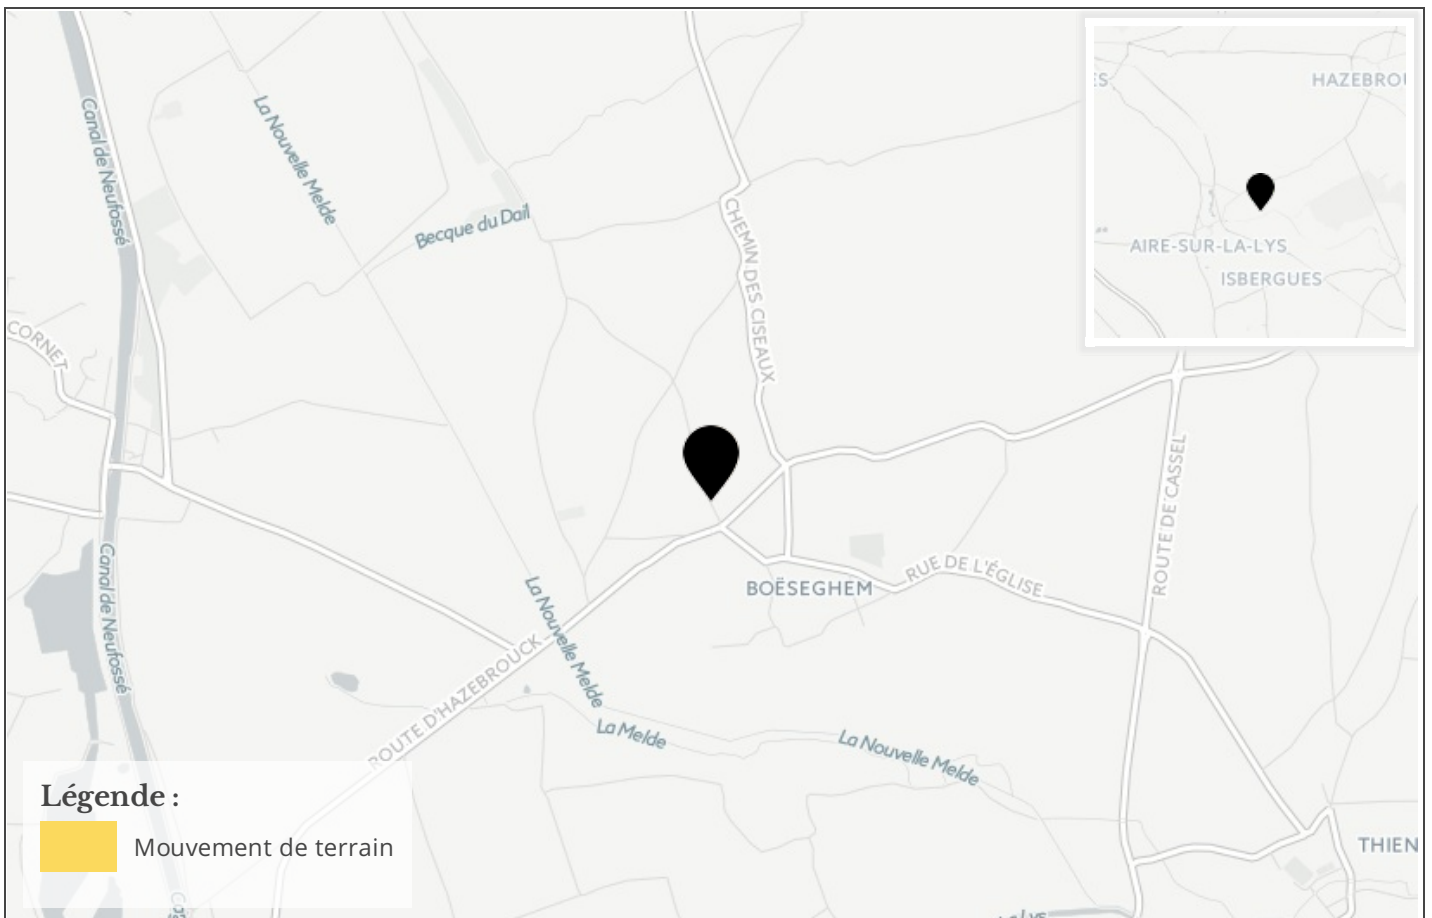 Canal de Neufossé
La Nouvelle Melde
Becque du Dail
CHEMIN DES CISEAUX
HAZEBROU
ES
AIRE-SUR-LA-LYS
ISBERGUES
CORNET
ROUTE DE CASSEL
Canal de Neufossé
La Nouvelle Melde
BOËSEGHEM
RUE DE L'ÉGLISE
ROUTE D'HAZEBROUCK
La Melde
La Nouvelle Melde
Légende :
Mouvement de terrain
THIEN